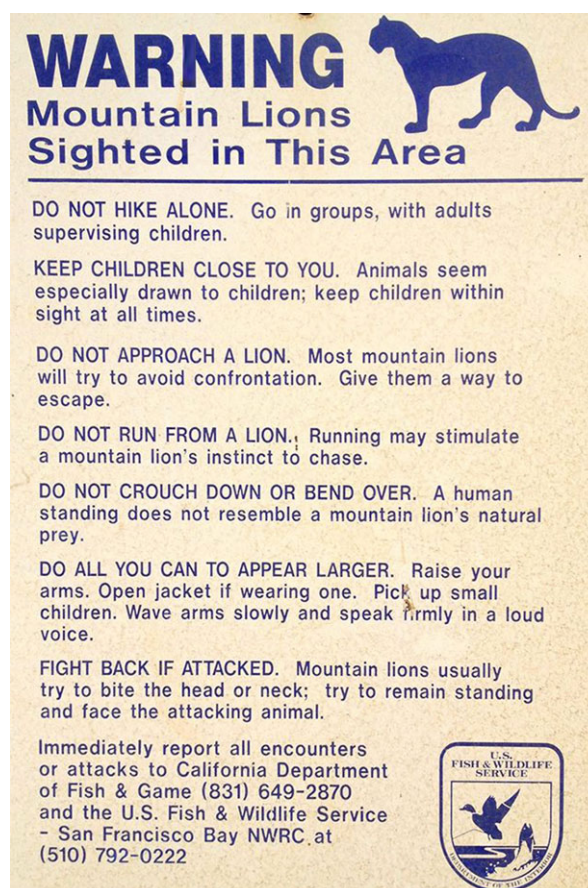 WARNING
Mountain Lions
Sighted in This Area
DO NOT HIKE ALONE. Go in groups, with adults
supervising children.
KEEP CHILDREN CLOSE TO YOU. Animals seem
especially drawn to children; keep children within
sight at all times.
DO NOT APPROACH A LION. Most mountain lions
will try to avoid confrontation. Give them a way to
escape.
DO NOT RUN FROM A LION. Running may stimulate
a mountain lion's instinct to chase.
DO NOT CROUCH DOWN OR BEND OVER. A human
standing does not resemble a mountain lion's natural
prey.
DO ALL YOU CAN TO APPEAR LARGER. Raise your
arms. Open jacket if wearing one. Pick up small
children. Wave arms slowly and speak firmly in a loud
voice.
FIGHT BACK IF ATTACKED. Mountain lions usually
try to bite the head or neck; try to remain standing
and face the attacking animal.
Immediately report all encounters
or attacks to California Department
of Fish & Game (831) 649-2870
and the U.S. Fish & Wildlife Service
- San Francisco Bay NWRC at
(510) 792-0222
U.S.
FISH & WILDLIFE
SERVICE
DEPARTMENT OF THE INTERIOR